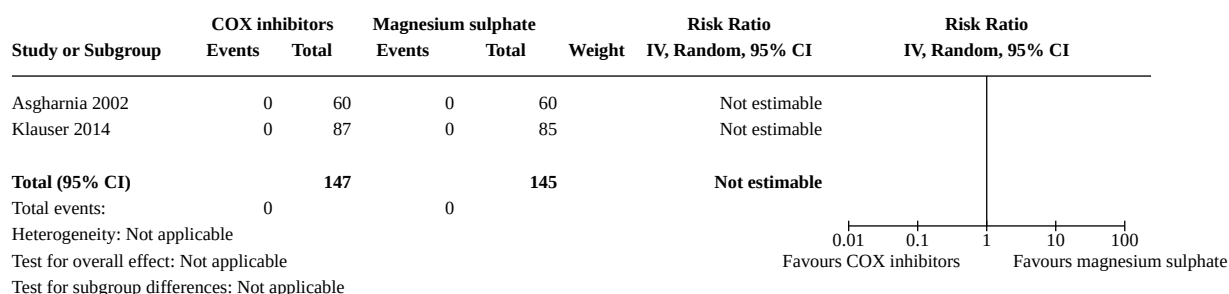 COX inhibitors Magnesium sulphate Risk Ratio Risk Ratio
Study or Subgroup Events Total Events Total Weight IV, Random, 95% CI IV, Random, 95% CI
Asgharnia 2002 0 60 0 60 Not estimable
Klauser 2014 0 87 0 85 Not estimable
Total (95% CI) 147 145 Not estimable
Total events: 0 0
Heterogeneity: Not applicable
0.01 0.1 1 10 100
Test for overall effect: Not applicable Favours COX inhibitors Favours magnesium sulphate
Test for subgroup differences: Not applicable